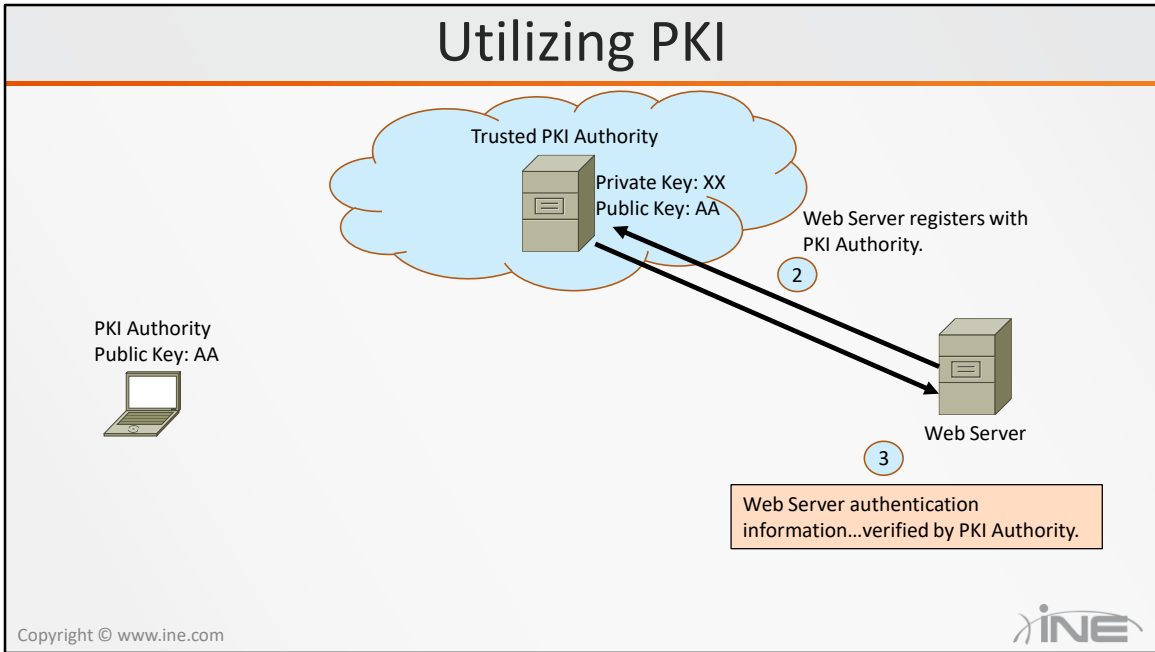 Utilizing PKI
Trusted PKI Authority
Private Key: XX
Public Key: AA
Web Server registers with
PKI Authority.
2
PKI Authority
Public Key: AA
Web Server
3
Web Server authentication
information...verified by PKI Authority.
Copyright © www.ine.com
iNE